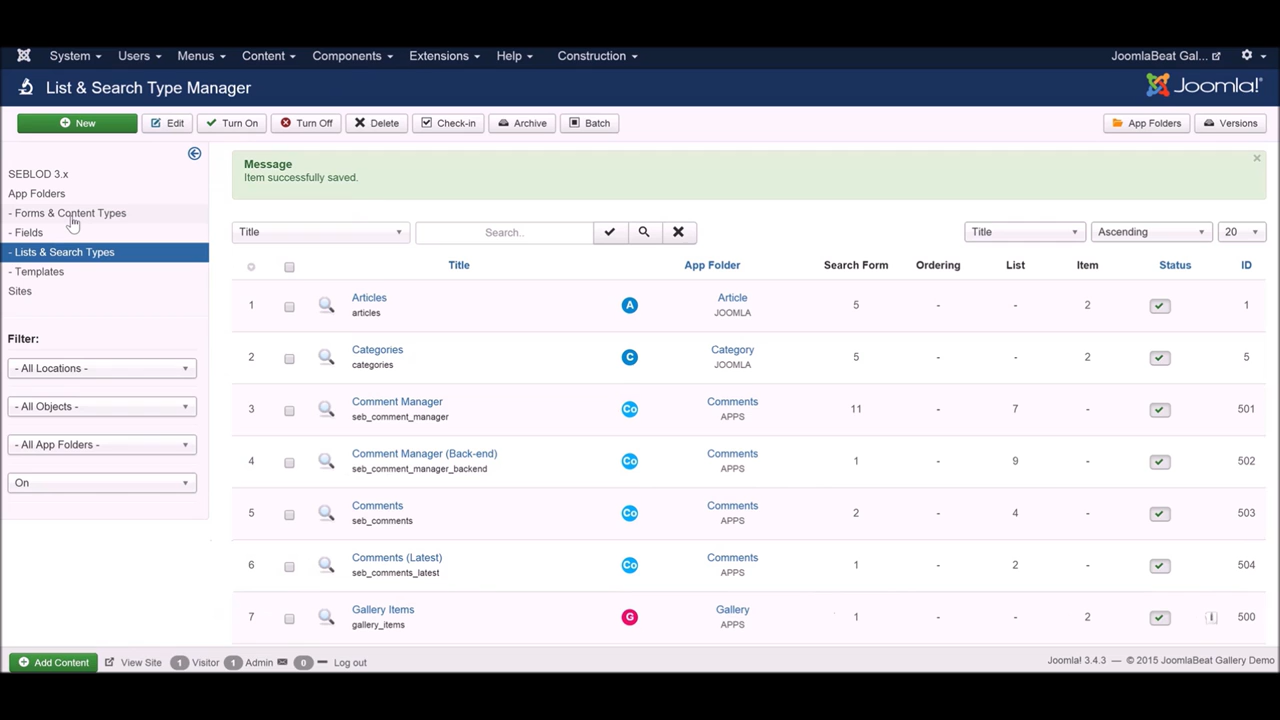 System Users Menus Content Components Extensions Help Construction JoomlaBeat Gal...
List & Search Type Manager Joomla!
New Edit Turn On Turn Off Delete Check-in Archive Batch App Folders Versions
SEBLOD 3.x
App Folders
- Forms & Content Types
- Fields
- Lists & Search Types
- Templates
Sites
Filter:
- All Locations -
- All Objects -
- All App Folders -
On
Message
Item successfully saved.
Title Search.. Title Ascending 20
Title App Folder Search Form Ordering List Item Status ID
1 Articles A Article 5 - - 2 1
articles JOOMLA
2 Categories C Category 5 - - 2 5
categories JOOMLA
3 Comment Manager Co Comments 11 - 7 - 501
seb_comment_manager APPS
4 Comment Manager (Back-end) Co Comments 1 - 9 - 502
seb_comment_manager_backend APPS
5 Comments Co Comments 2 - 4 - 503
seb_comments APPS
6 Comments (Latest) Co Comments 1 - 2 - 504
seb_comments_latest APPS
7 Gallery Items G Gallery 1 - - 2 500
gallery_items APPS
Add Content View Site 1 Visitor 1 Admin 0 Log out Joomla! 3.4.3 — © 2015 JoomlaBeat Gallery Demo